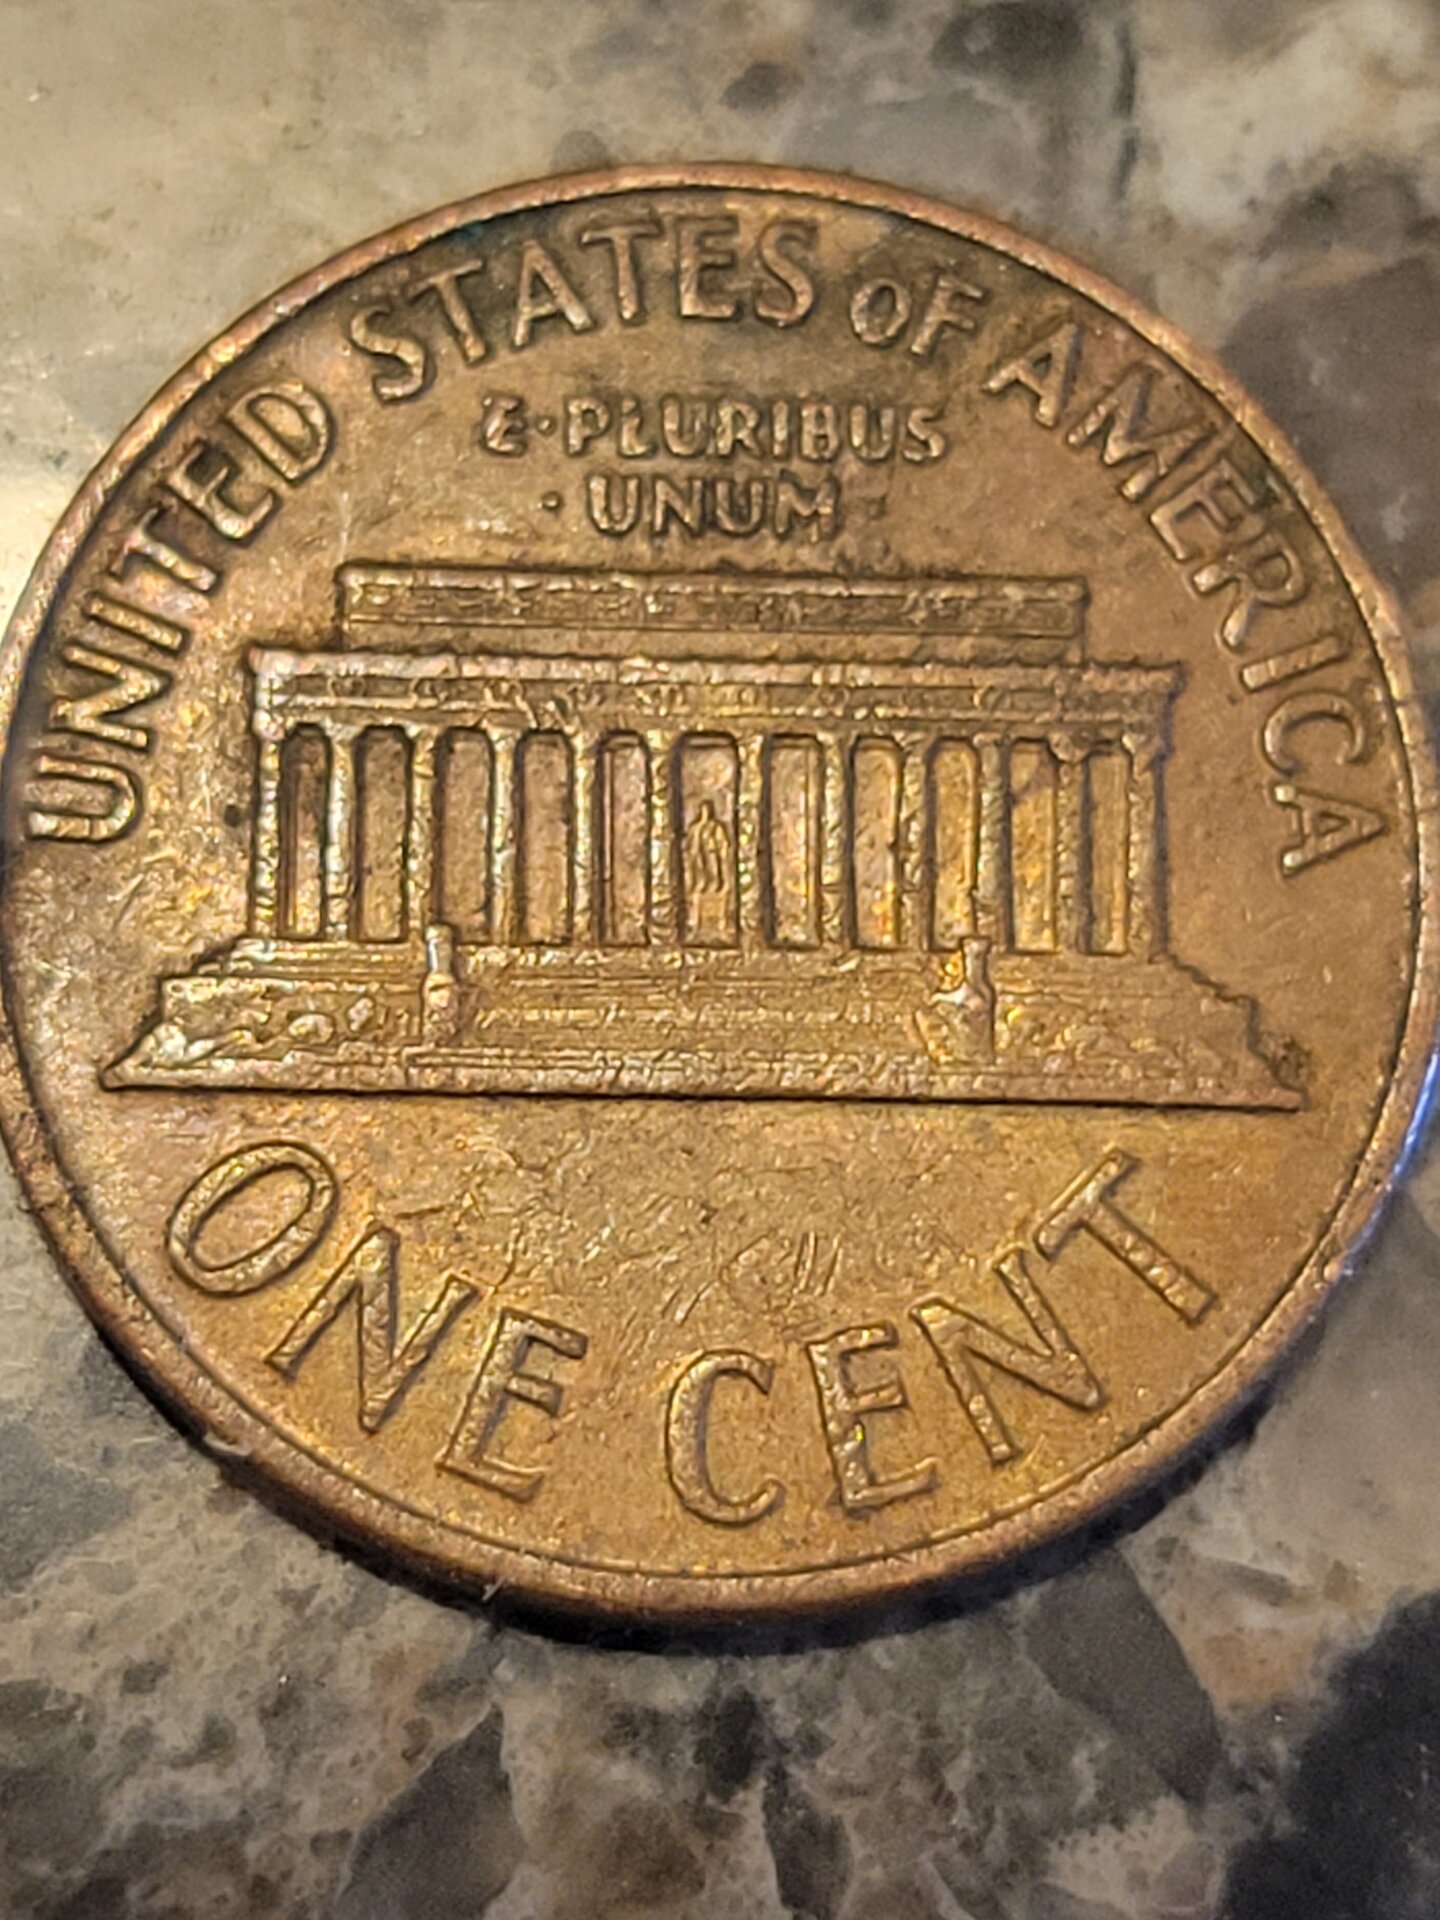 UNITED STATES OF AMERICA
E·PLURIBUS
·UNUM·
ONE CENT